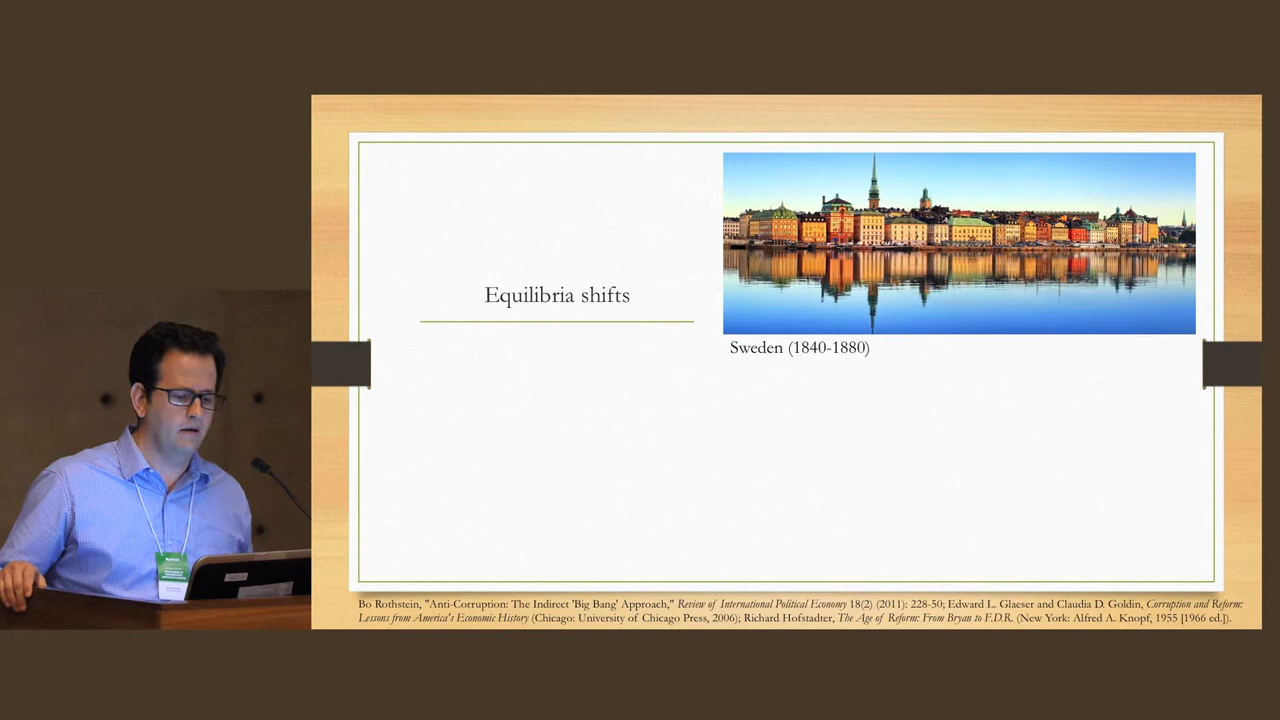 Equilibria shifts
Sweden (1840-1880)
Bo Rothstein, "Anti-Corruption: The Indirect 'Big Bang' Approach," Review of International Political Economy 18(2) (2011): 228-50; Edward L. Glaeser and Claudia D. Goldin, Corruption and Reform:
Lessons from America's Economic History (Chicago: University of Chicago Press, 2006); Richard Hofstadter, The Age of Reform: From Bryan to F.D.R. (New York: Alfred A. Knopf, 1955 [1966 ed.]).